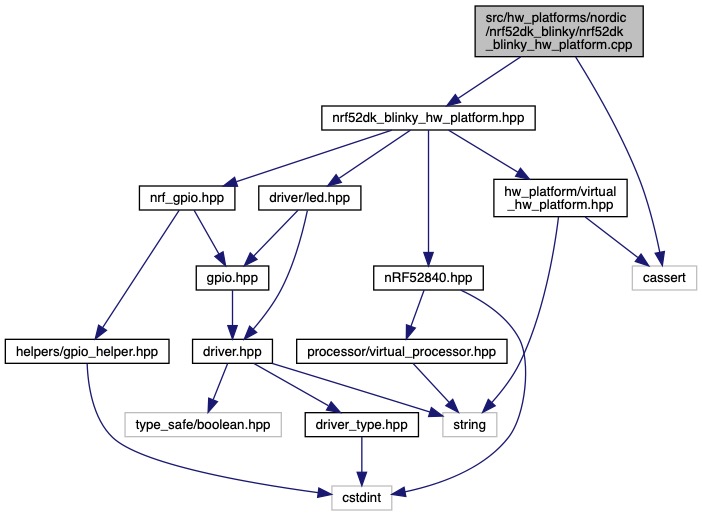 src/hw_platforms/nordic
/nrf52dk_blinky/nrf52dk
_blinky_hw_platform.cpp
nrf52dk_blinky_hw_platform.hpp
nrf_gpio.hpp
driver/led.hpp
hw_platform/virtual
_hw_platform.hpp
gpio.hpp
nRF52840.hpp
cassert
helpers/gpio_helper.hpp
driver.hpp
processor/virtual_processor.hpp
type_safe/boolean.hpp
driver_type.hpp
string
cstdint